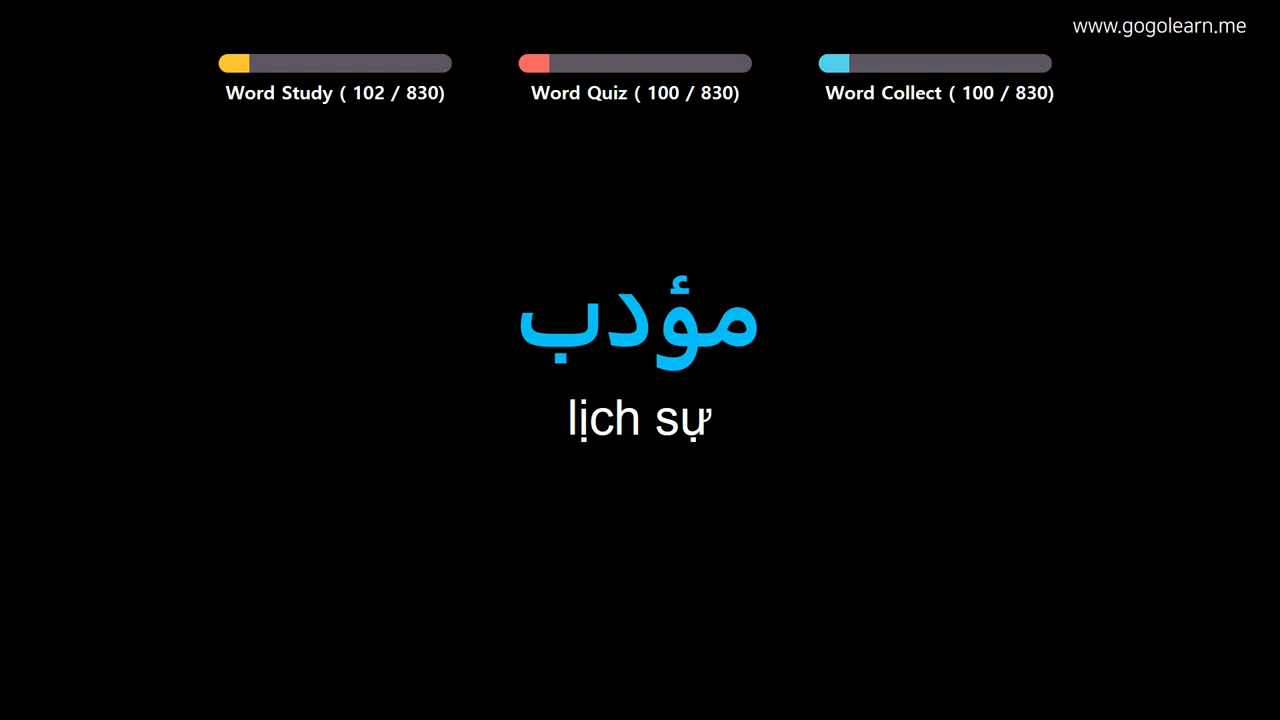 www.gogolearn.me
Word Study ( 102 / 830)
Word Quiz ( 100 / 830)
Word Collect ( 100 / 830)
مؤدب
lịch sự